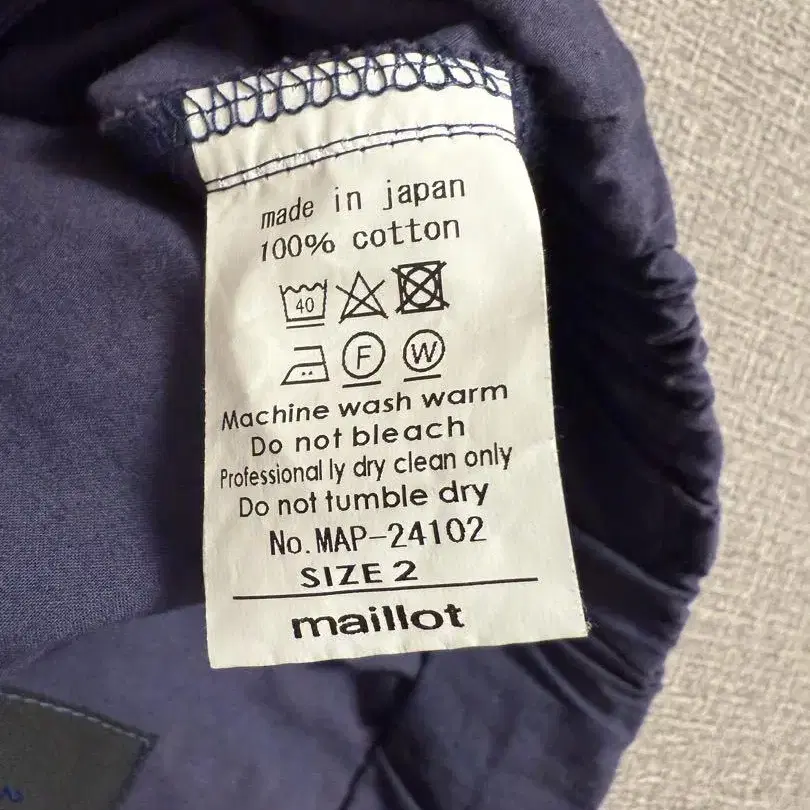 made in japan
100% cotton
40
F W
Machine wash warm
Do not bleach
Professional ly dry clean only
Do not tumble dry
No. MAP-24102
SIZE 2
maillot